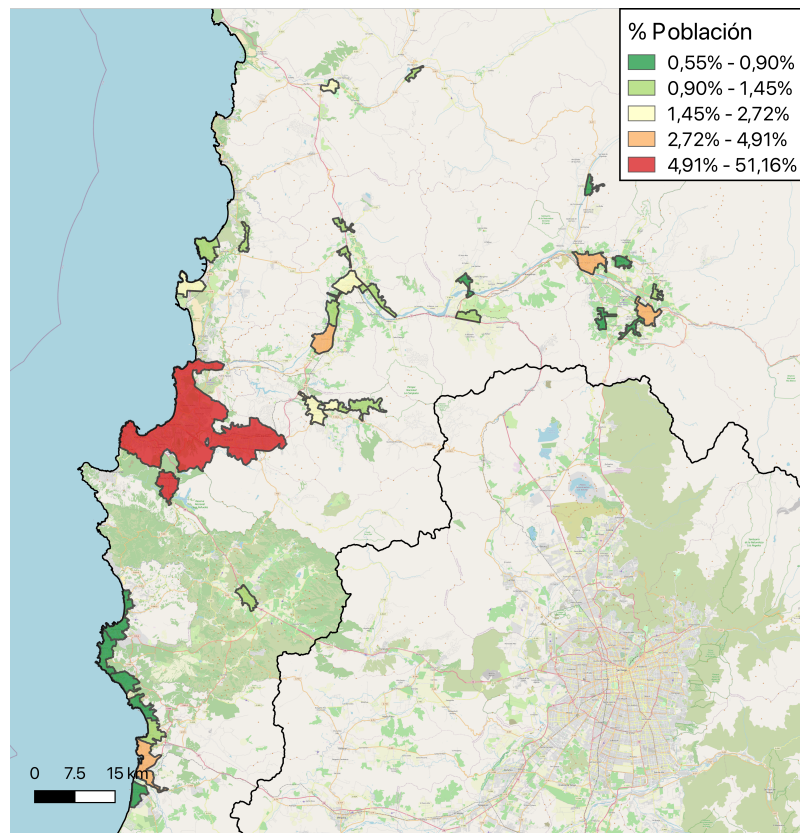 % Población
0,55% - 0,90%
0,90% - 1,45%
1,45% - 2,72%
2,72% - 4,91%
4,91% - 51,16%
0 7.5 15 km